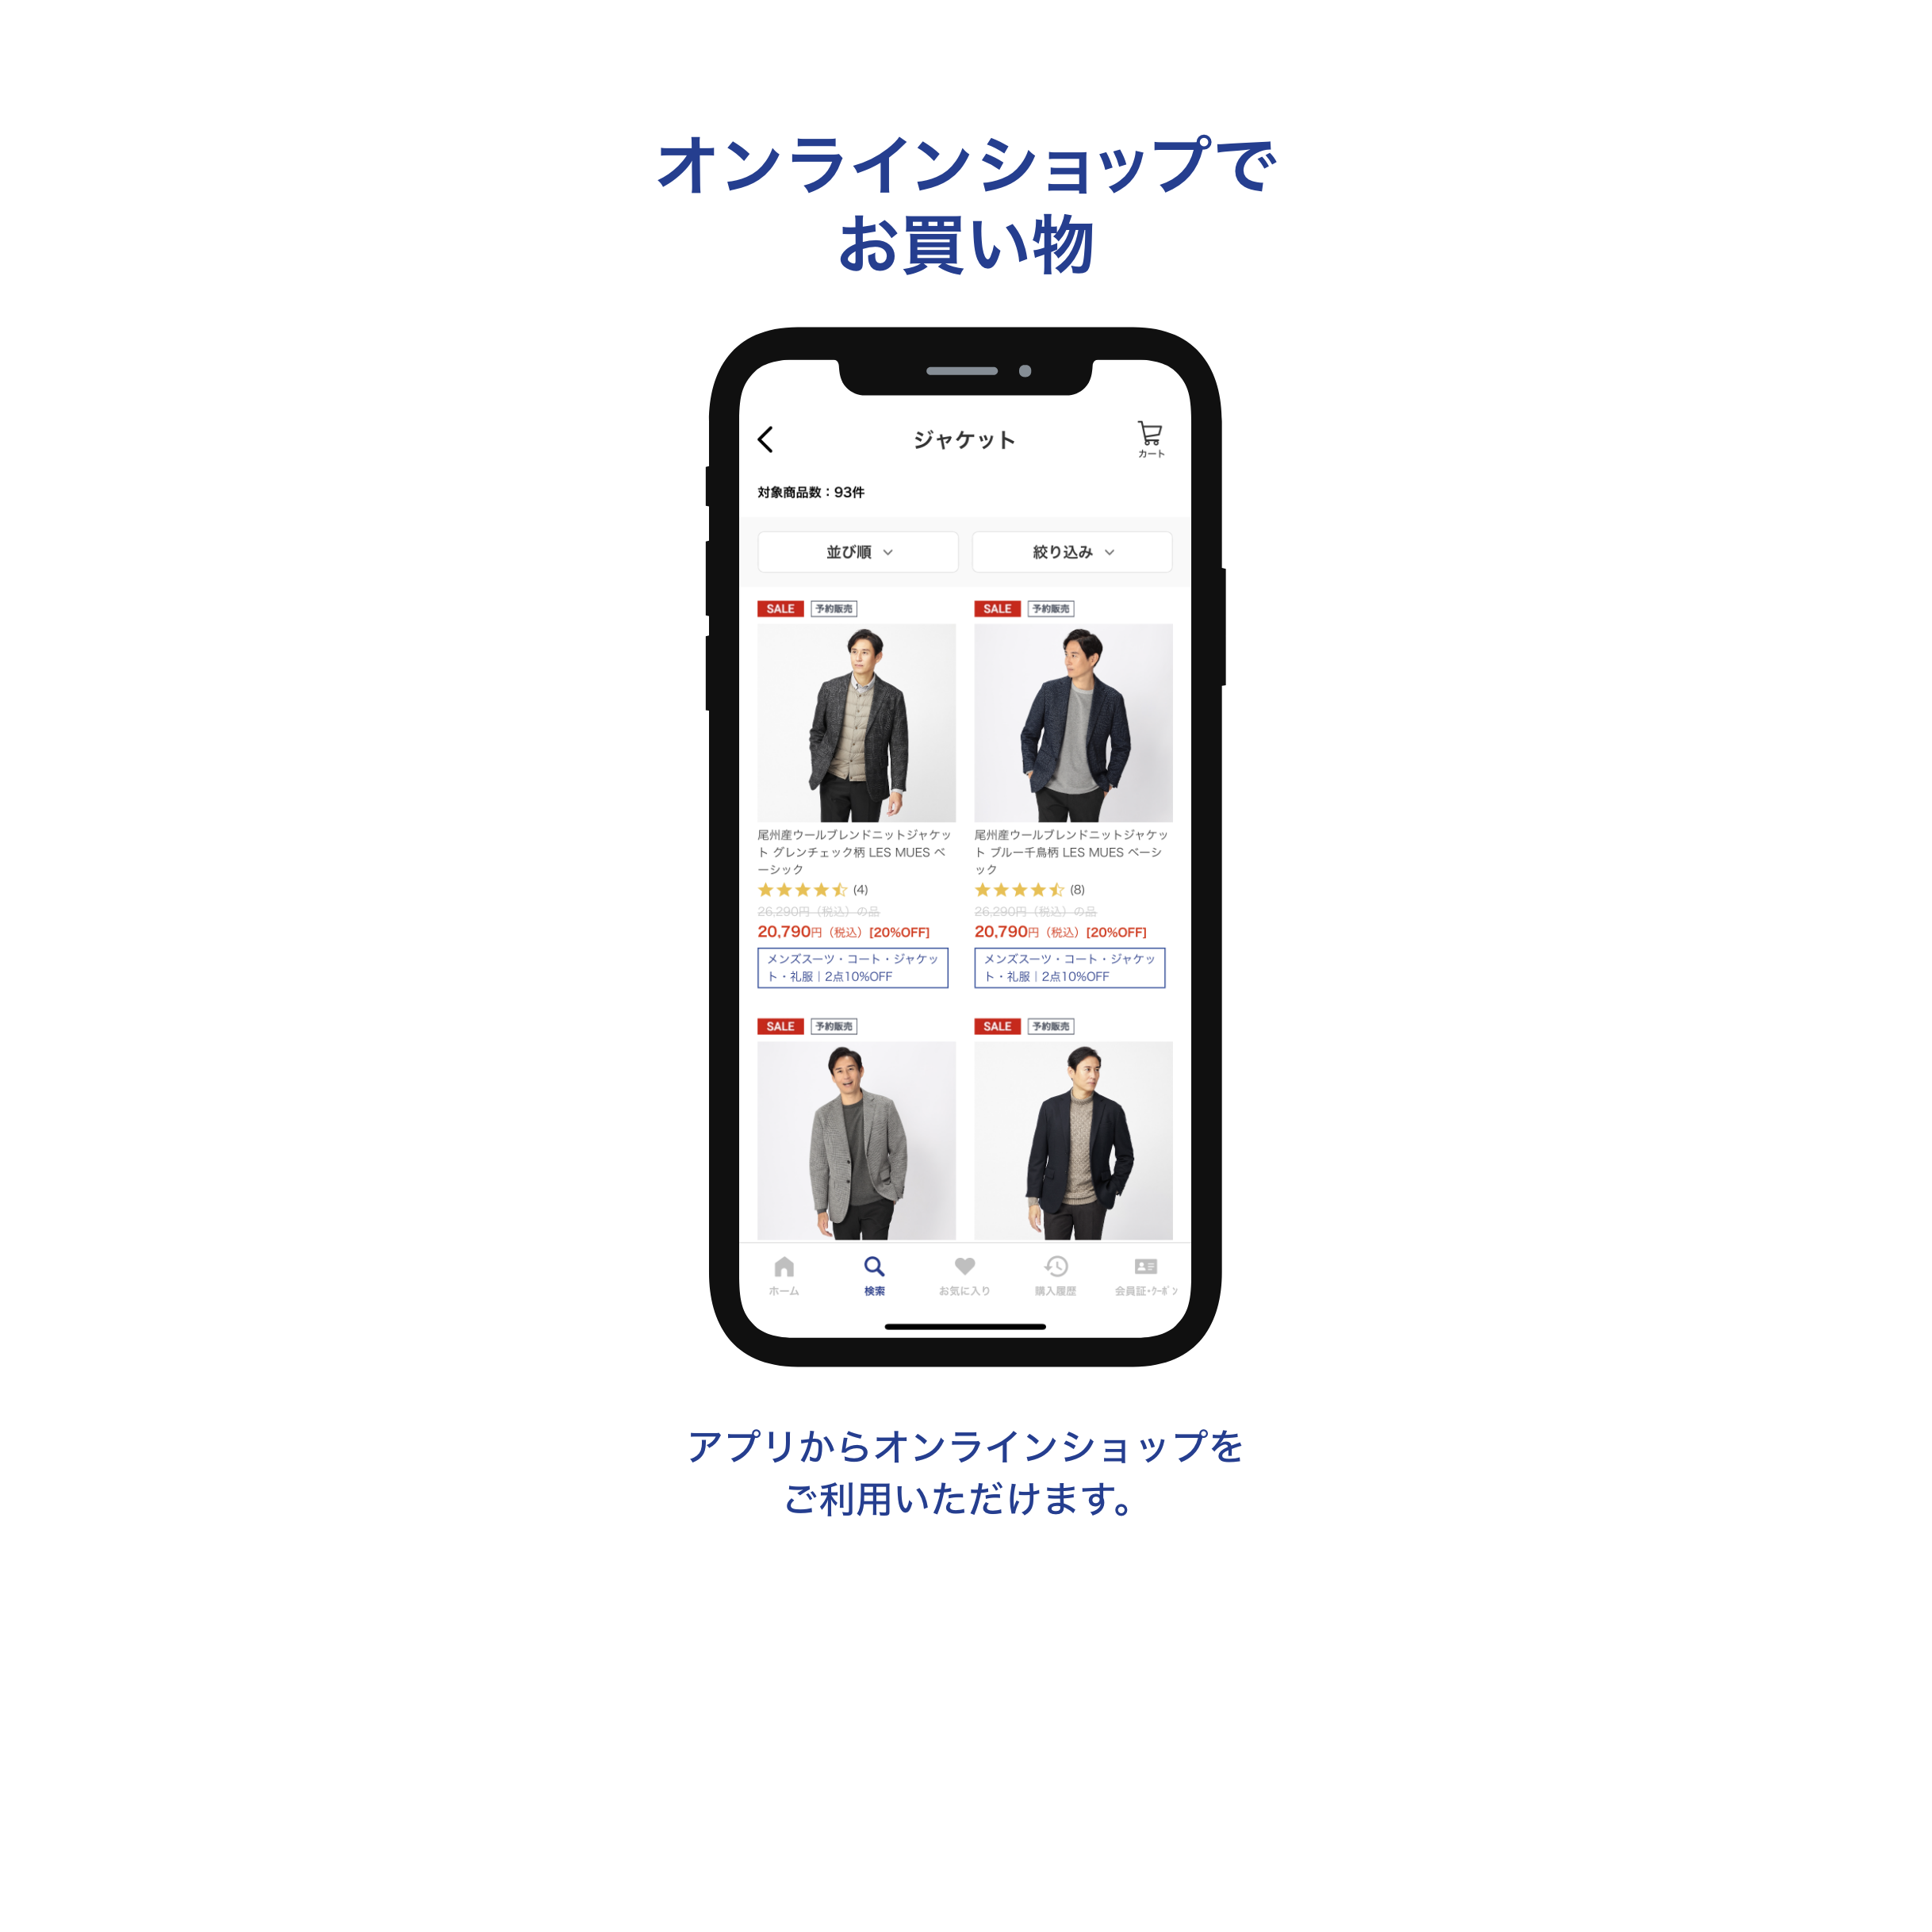 オンラインショップで
お買い物
ジャケット
カート
対象商品数：93件
並び順
絞り込み
SALE 予約販売
SALE 予約販売
尾州産ウールブレンドニットジャケッ
ト グレンチェック柄 LES MUES ベ
ーシック
(4)
26,290円（税込）の品
20,790円（税込）[20%OFF]
メンズスーツ・コート・ジャケッ
ト・礼服｜2点10%OFF
尾州産ウールブレンドニットジャケッ
ト ブルー千鳥柄 LES MUES ベーシ
ック
(8)
26,290円（税込）の品
20,790円（税込）[20%OFF]
メンズスーツ・コート・ジャケッ
ト・礼服｜2点10%OFF
SALE 予約販売
SALE 予約販売
ホーム
検索
お気に入り
購入履歴
会員証・ｸｰﾎﾟﾝ
アプリからオンラインショップを
ご利用いただけます。